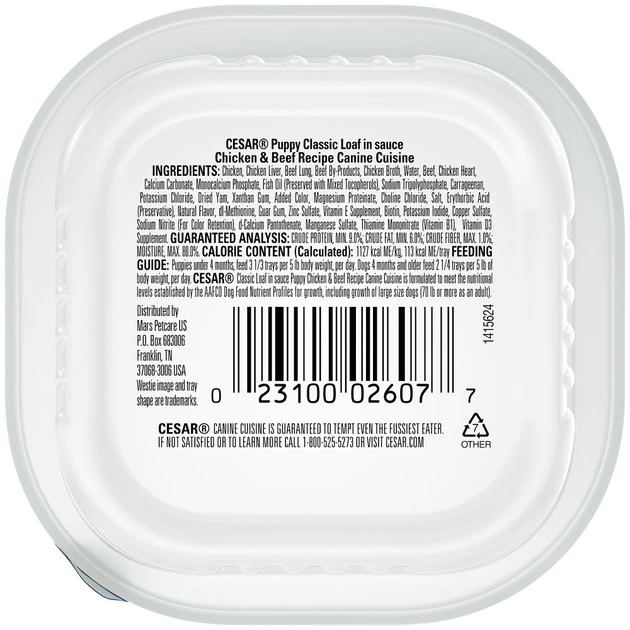 CESAR® Puppy Classic Loaf in sauce
Chicken & Beef Recipe Canine Cuisine
INGREDIENTS: Chicken, Chicken Liver, Beef Lung, Beef By-Products, Chicken Broth, Water, Beef, Chicken Heart,
Calcium Carbonate, Monocalcium Phosphate, Fish Oil (Preserved with Mixed Tocopherols), Sodium Tripolyphosphate, Carrageenan,
Potassium Chloride, Dried Yam, Xanthan Gum, Added Color, Magnesium Proteinate, Choline Chloride, Salt, Erythorbic Acid
(Preservative), Natural Flavor, dl-Methionine, Guar Gum, Zinc Sulfate, Vitamin E Supplement, Biotin, Potassium Iodide, Copper Sulfate,
Sodium Nitrite (For Color Retention), d-Calcium Pantothenate, Manganese Sulfate, Thiamine Mononitrate (Vitamin B1), Vitamin D3
Supplement. GUARANTEED ANALYSIS: CRUDE PROTEIN, MIN. 9.0%; CRUDE FAT, MIN. 6.0%; CRUDE FIBER, MAX. 1.0%;
MOISTURE, MAX. 80.0%. CALORIE CONTENT (Calculated): 1127 kcal ME/kg, 113 kcal ME/tray FEEDING
GUIDE: Puppies under 4 months, feed 3 1/3 trays per 5 lb body weight, per day. Dogs 4 months and older feed 2 1/4 trays per 5 lb of
body weight, per day. CESAR® Classic Loaf in sauce Puppy Chicken & Beef Recipe Canine Cuisine is formulated to meet the nutritional
levels established by the AAFCO Dog Food Nutrient Profiles for growth, including growth of large size dogs (70 lb or more as an adult).
Distributed by
Mars Petcare US
P.O. Box 683006
Franklin, TN
37068-3006 USA
Westie image and tray
shape are trademarks.
0 23100 02607 7
1415624
7
OTHER
CESAR® CANINE CUISINE IS GUARANTEED TO TEMPT EVEN THE FUSSIEST EATER.
IF NOT SATISFIED OR TO LEARN MORE CALL 1-800-525-5273 OR VISIT CESAR.COM